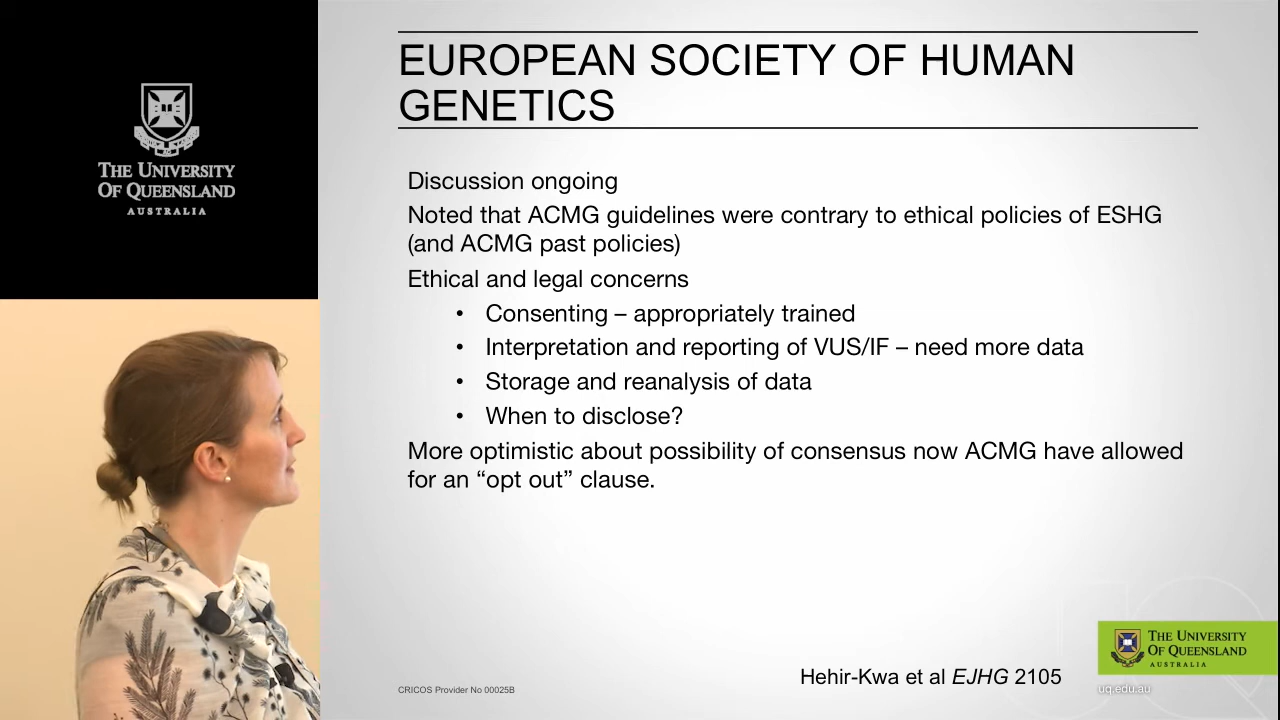 THE UNIVERSITY
OF QUEENSLAND
AUSTRALIA
EUROPEAN SOCIETY OF HUMAN
GENETICS
Discussion ongoing
Noted that ACMG guidelines were contrary to ethical policies of ESHG
(and ACMG past policies)
Ethical and legal concerns
• Consenting – appropriately trained
• Interpretation and reporting of VUS/IF – need more data
• Storage and reanalysis of data
• When to disclose?
More optimistic about possibility of consensus now ACMG have allowed
for an “opt out” clause.
Hehir-Kwa et al EJHG 2105
CRICOS Provider No 00025B
THE UNIVERSITY
OF QUEENSLAND
AUSTRALIA
uq.edu.au